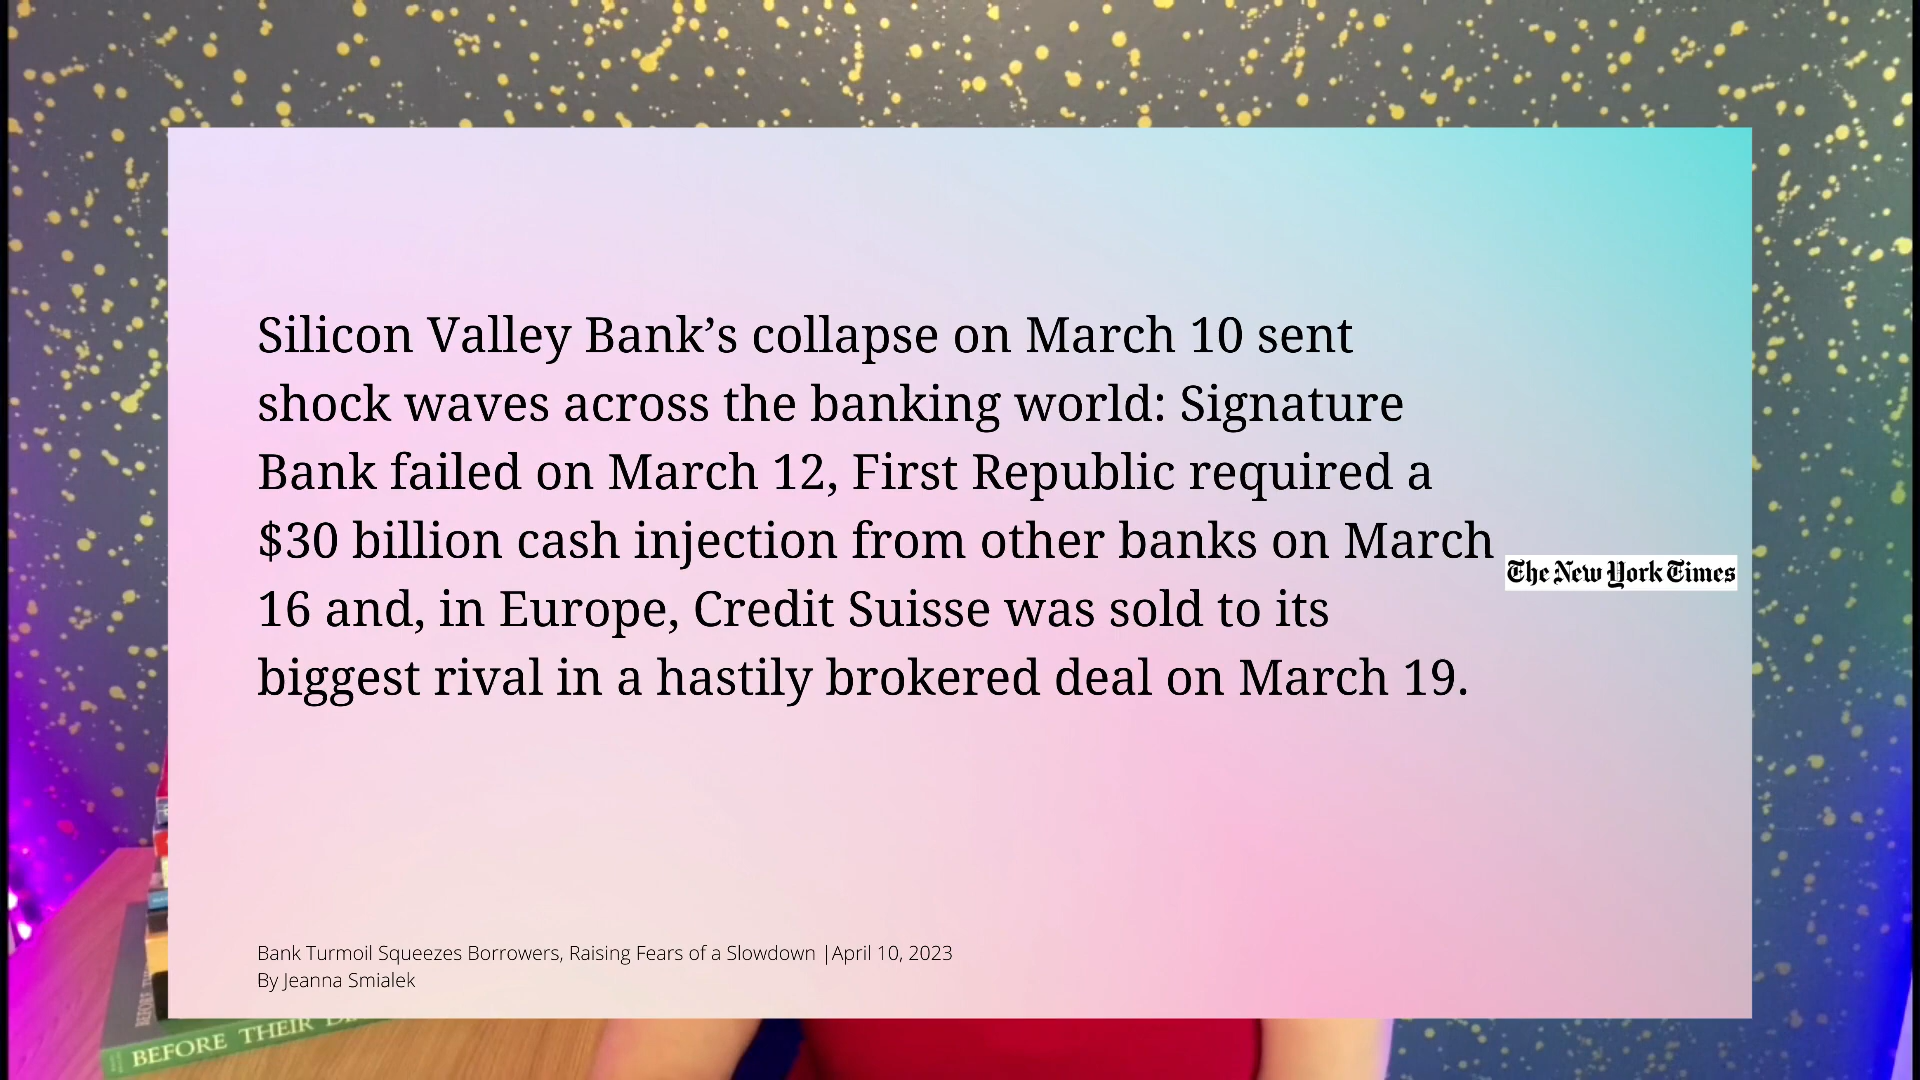 Silicon Valley Bank’s collapse on March 10 sent
shock waves across the banking world: Signature
Bank failed on March 12, First Republic required a
$30 billion cash injection from other banks on March
16 and, in Europe, Credit Suisse was sold to its
biggest rival in a hastily brokered deal on March 19.
The New York Times
Bank Turmoil Squeezes Borrowers, Raising Fears of a Slowdown |April 10, 2023
By Jeanna Smialek
BEFORE THEIR